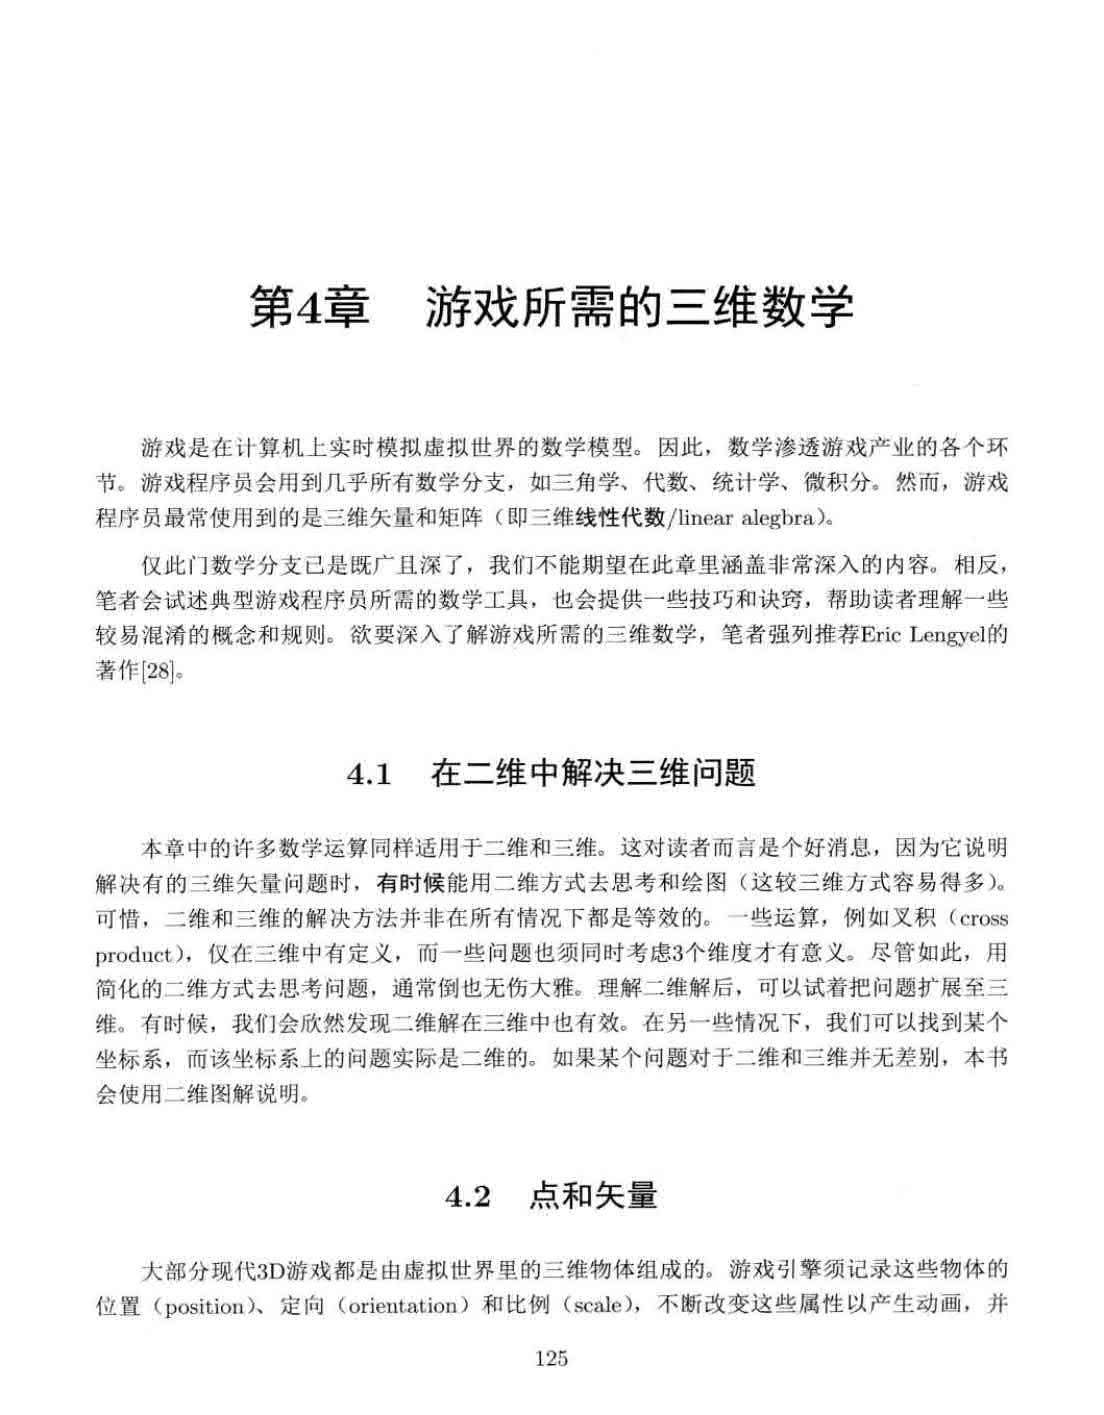 第4章 游戏所需的三维数学
游戏是在计算机上实时模拟虚拟世界的数学模型。因此，数学渗透游戏产业的各个环
节。游戏程序员会用到几乎所有数学分支，如三角学、代数、统计学、微积分。然而，游戏
程序员最常使用到的是三维矢量和矩阵（即三维线性代数/linear alegbra）。
仅此门数学分支已是既广且深了，我们不能期望在此章里涵盖非常深入的内容。相反，
笔者会试述典型游戏程序员所需的数学工具，也会提供一些技巧和诀窍，帮助读者理解一些
较易混淆的概念和规则。欲要深入了解游戏所需的三维数学，笔者强列推荐Eric Lengyel的
著作[28]。
4.1 在二维中解决三维问题
本章中的许多数学运算同样适用于二维和三维。这对读者而言是个好消息，因为它说明
解决有的三维矢量问题时，有时候能用二维方式去思考和绘图（这较三维方式容易得多）。
可惜，二维和三维的解决方法并非在所有情况下都是等效的。一些运算，例如叉积（cross
product），仅在三维中有定义，而一些问题也须同时考虑3个维度才有意义。尽管如此，用
简化的二维方式去思考问题，通常倒也无伤大雅。理解二维解后，可以试着把问题扩展至三
维。有时候，我们会欣然发现二维解在三维中也有效。在另一些情况下，我们可以找到某个
坐标系，而该坐标系上的问题实际是二维的。如果某个问题对于二维和三维并无差别，本书
会使用二维图解说明。
4.2 点和矢量
大部分现代3D游戏都是由虚拟世界里的三维物体组成的。游戏引擎须记录这些物体的
位置（position）、定向（orientation）和比例（scale），不断改变这些属性以产生动画，并
125